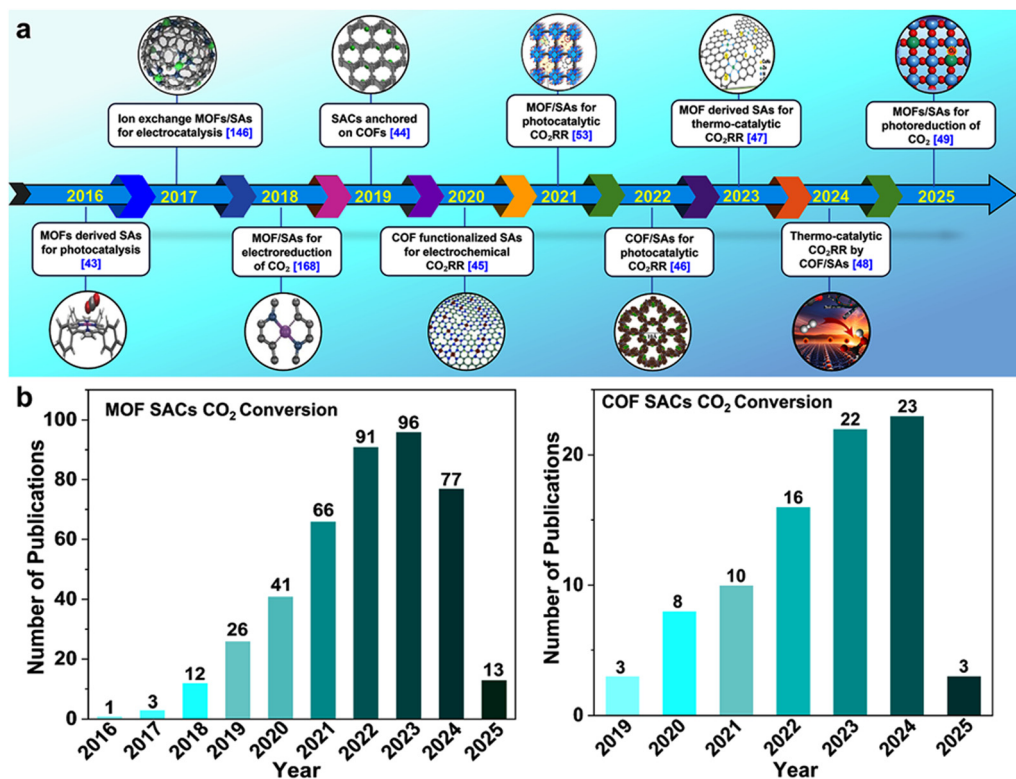 a
Ion exchange MOFs/SAs
for electrocatalysis [146]
SACs anchored
on COFs [44]
MOF/SAs for
photocatalytic
CO₂RR [53]
MOF derived SAs for
thermo-catalytic
CO₂RR [47]
MOFs/SAs for
photoreduction of
CO₂ [49]
2016 2017 2018 2019 2020 2021 2022 2023 2024 2025
MOFs derived SAs
for photocatalysis
[43]
MOF/SAs for
electroreduction
of CO₂ [168]
COF functionalized SAs
for electrochemical
CO₂RR [45]
COF/SAs for
photocatalytic
CO₂RR [46]
Thermo-catalytic
CO₂RR by
COF/SAs [48]
b
MOF SACs CO₂ Conversion
Number of Publications
100
80
60
40
20
0
1 3 12 26 41 66 91 96 77 13
2016 2017 2018 2019 2020 2021 2022 2023 2024 2025
Year
COF SACs CO₂ Conversion
Number of Publications
20
10
0
3 8 10 16 22 23 3
2019 2020 2021 2022 2023 2024 2025
Year